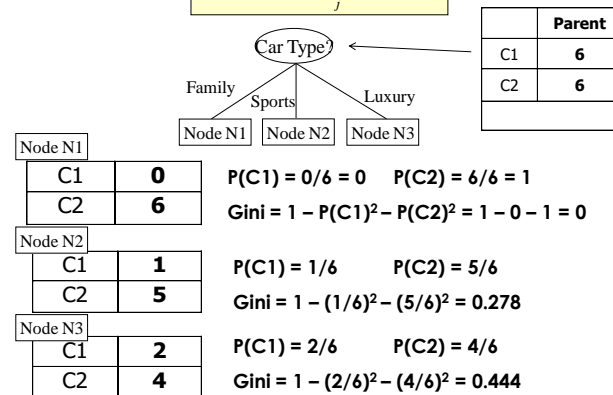 j
Parent
Car Type?
C1 6
C2 6
Family
Sports
Luxury
Node N1 Node N2 Node N3
Node N1
C1 0
C2 6
P(C1) = 0/6 = 0 P(C2) = 6/6 = 1
Gini = 1 – P(C1)² – P(C2)² = 1 – 0 – 1 = 0
Node N2
C1 1
C2 5
P(C1) = 1/6 P(C2) = 5/6
Gini = 1 – (1/6)² – (5/6)² = 0.278
Node N3
C1 2
C2 4
P(C1) = 2/6 P(C2) = 4/6
Gini = 1 – (2/6)² – (4/6)² = 0.444